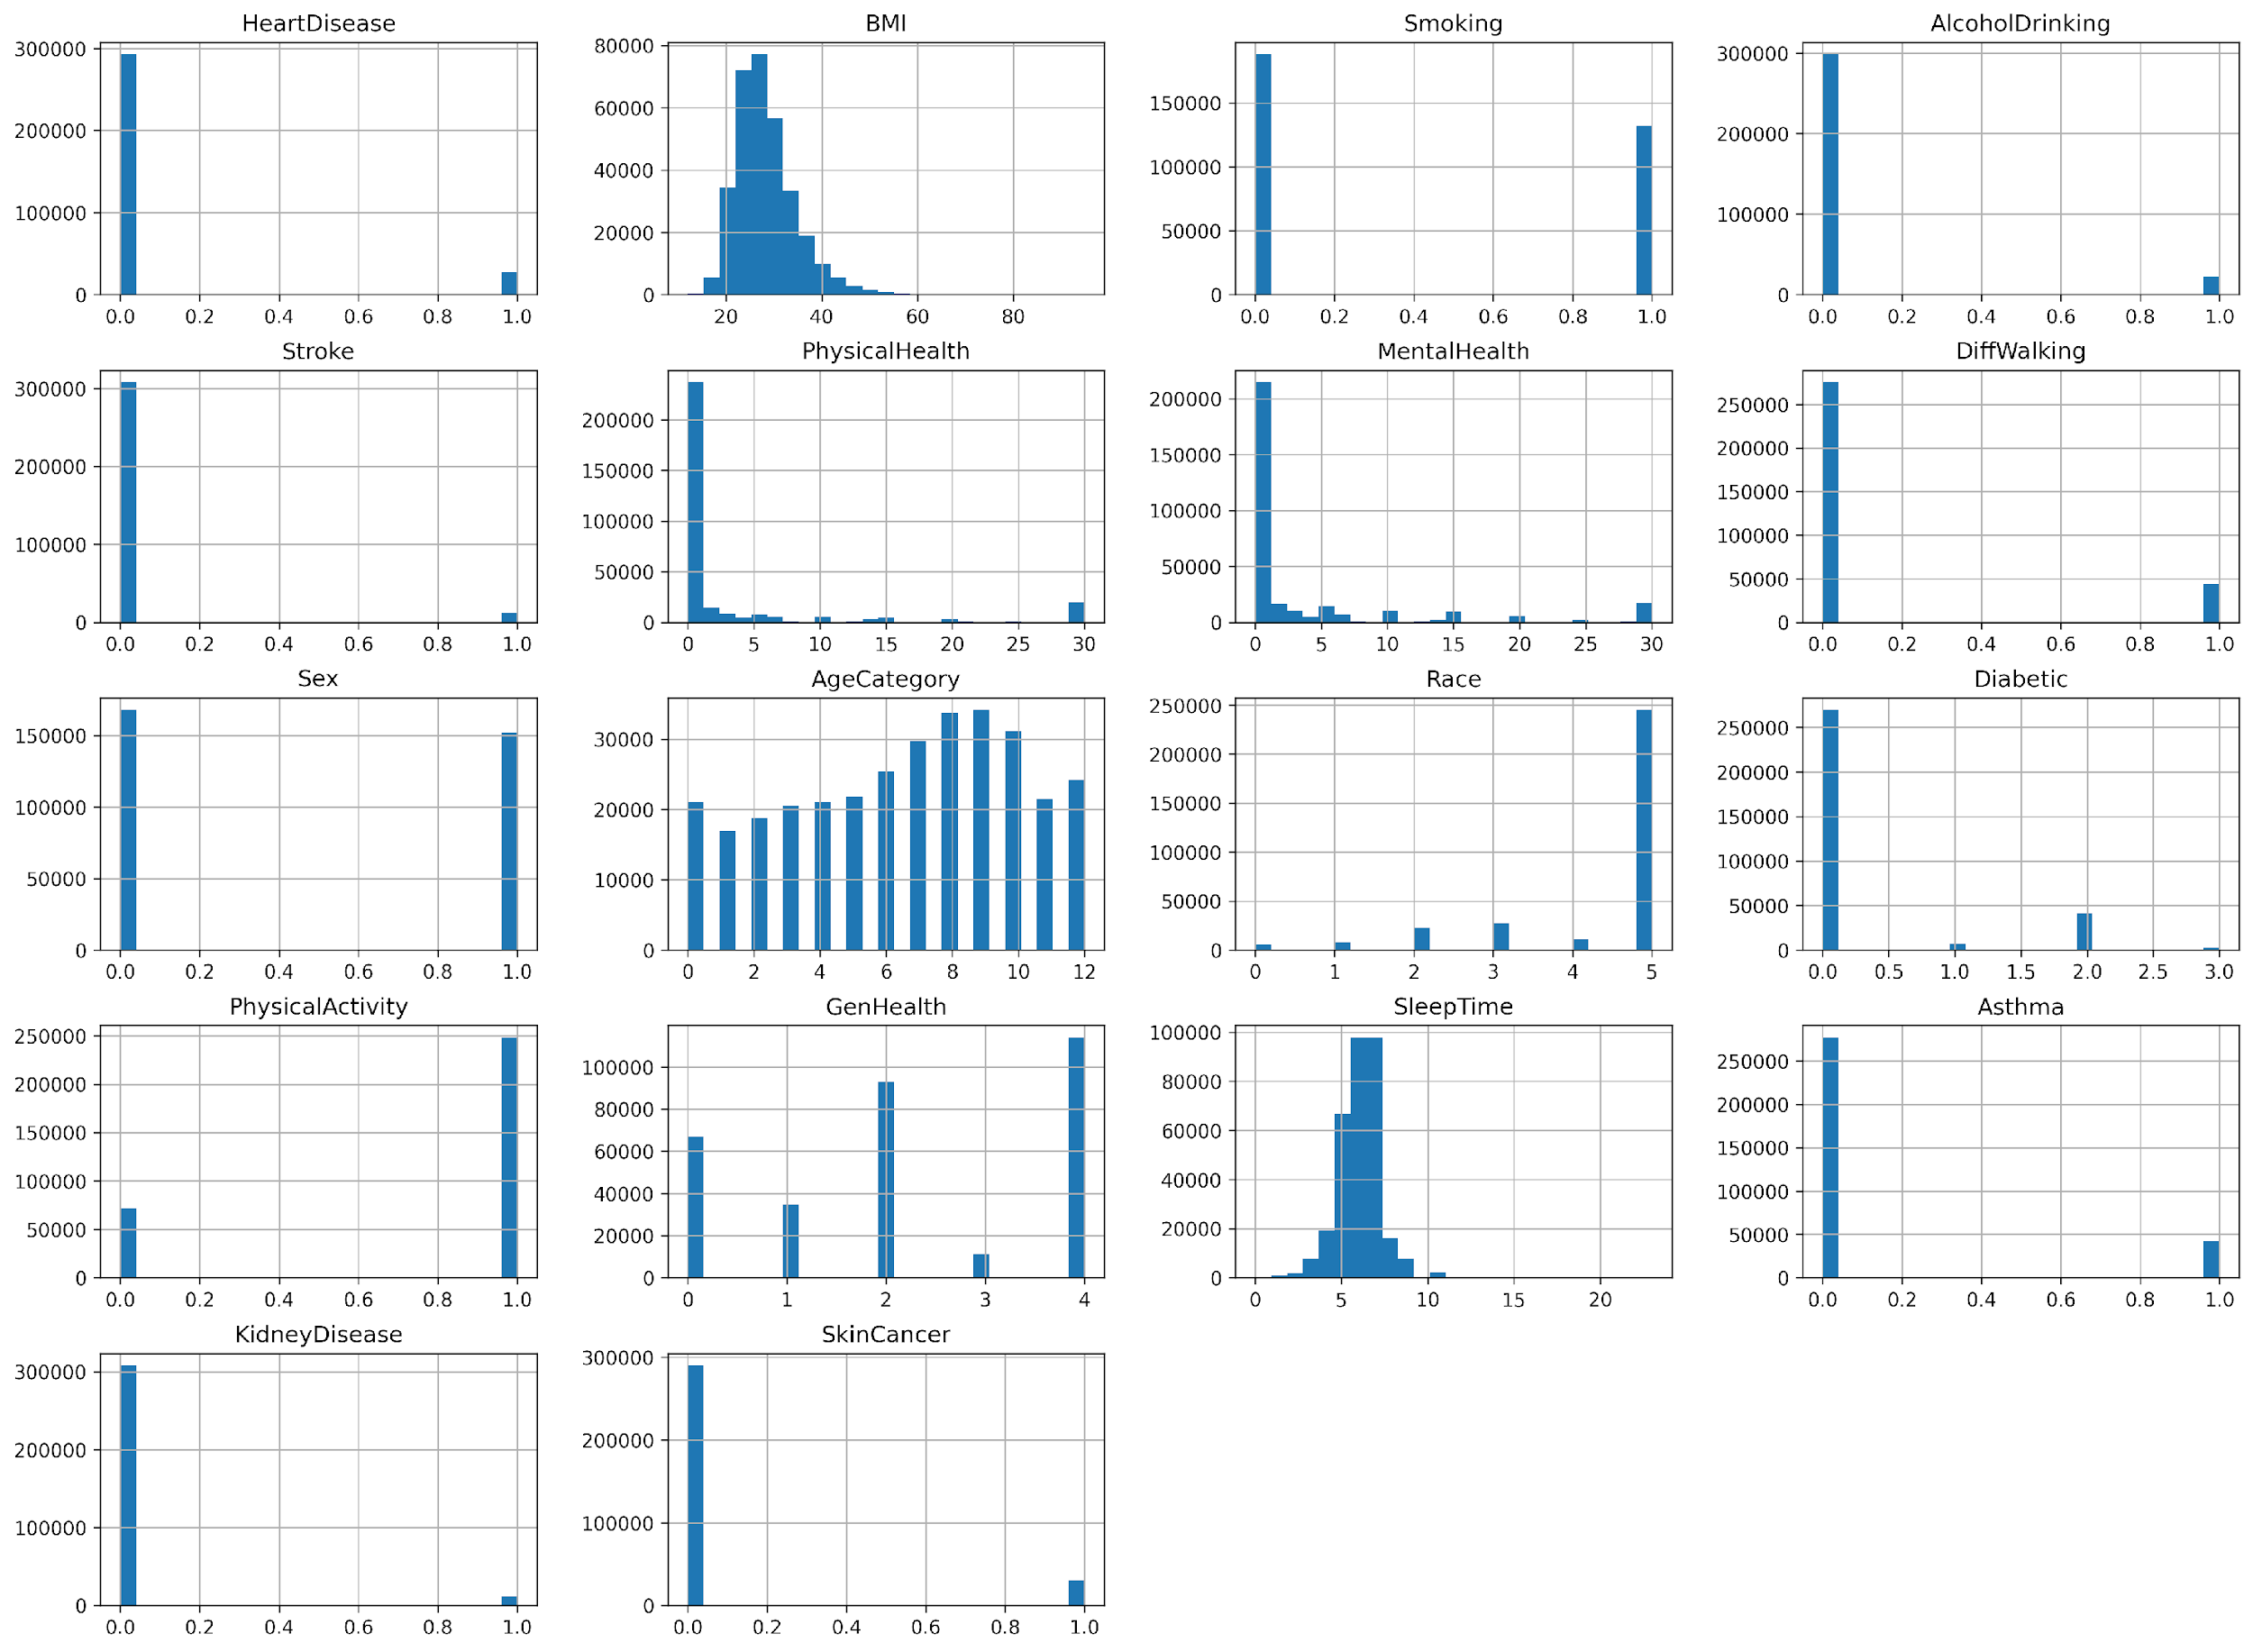 HeartDisease
300000
200000
100000
0
0.0 0.2 0.4 0.6 0.8 1.0
BMI
80000
60000
40000
20000
0
20 40 60 80
Smoking
150000
100000
50000
0
0.0 0.2 0.4 0.6 0.8 1.0
AlcoholDrinking
300000
200000
100000
0
0.0 0.2 0.4 0.6 0.8 1.0
Stroke
300000
200000
100000
0
0.0 0.2 0.4 0.6 0.8 1.0
PhysicalHealth
200000
150000
100000
50000
0
0 5 10 15 20 25 30
MentalHealth
200000
150000
100000
50000
0
0 5 10 15 20 25 30
DiffWalking
250000
200000
150000
100000
50000
0
0.0 0.2 0.4 0.6 0.8 1.0
Sex
150000
100000
50000
0
0.0 0.2 0.4 0.6 0.8 1.0
AgeCategory
30000
20000
10000
0
0 2 4 6 8 10 12
Race
250000
200000
150000
100000
50000
0
0 1 2 3 4 5
Diabetic
250000
200000
150000
100000
50000
0
0.0 0.5 1.0 1.5 2.0 2.5 3.0
PhysicalActivity
250000
200000
150000
100000
50000
0
0.0 0.2 0.4 0.6 0.8 1.0
GenHealth
100000
80000
60000
40000
20000
0
0 1 2 3 4
SleepTime
100000
80000
60000
40000
20000
0
0 5 10 15 20
Asthma
250000
200000
150000
100000
50000
0
0.0 0.2 0.4 0.6 0.8 1.0
KidneyDisease
300000
200000
100000
0
0.0 0.2 0.4 0.6 0.8 1.0
SkinCancer
300000
200000
100000
0
0.0 0.2 0.4 0.6 0.8 1.0